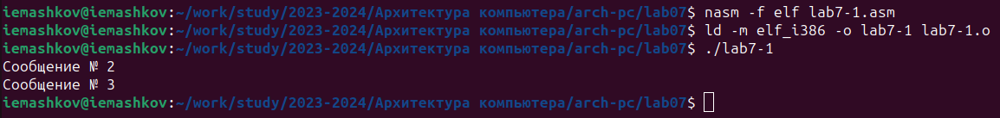 iemashkov@iemashkov:~/work/study/2023-2024/Архитектура компьютера/arch-pc/lab07$ nasm -f elf lab7-1.asm
iemashkov@iemashkov:~/work/study/2023-2024/Архитектура компьютера/arch-pc/lab07$ ld -m elf_i386 -o lab7-1 lab7-1.o
iemashkov@iemashkov:~/work/study/2023-2024/Архитектура компьютера/arch-pc/lab07$ ./lab7-1
Сообщение № 2
Сообщение № 3
iemashkov@iemashkov:~/work/study/2023-2024/Архитектура компьютера/arch-pc/lab07$